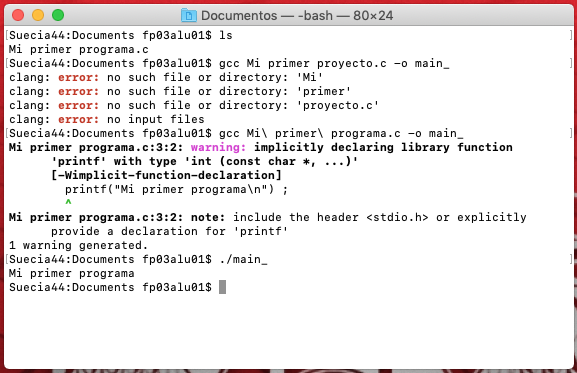 Documentos — -bash — 80×24
[Suecia44:Documentos fp03alu01$ ls ]
Mi primer programa.c
[Suecia44:Documentos fp03alu01$ gcc Mi primer proyecto.c -o main_ ]
clang: error: no such file or directory: 'Mi'
clang: error: no such file or directory: 'primer'
clang: error: no such file or directory: 'proyecto.c'
clang: error: no input files
[Suecia44:Documentos fp03alu01$ gcc Mi\ primer\ programa.c -o main_ ]
Mi primer programa.c:3:2: warning: implicitly declaring library function
'printf' with type 'int (const char *, ...)'
[-Wimplicit-function-declaration]
printf("Mi primer programa\n") ;
^
Mi primer programa.c:3:2: note: include the header <stdio.h> or explicitly
provide a declaration for 'printf'
1 warning generated.
[Suecia44:Documentos fp03alu01$ ./main_ ]
Mi primer programa
Suecia44:Documentos fp03alu01$